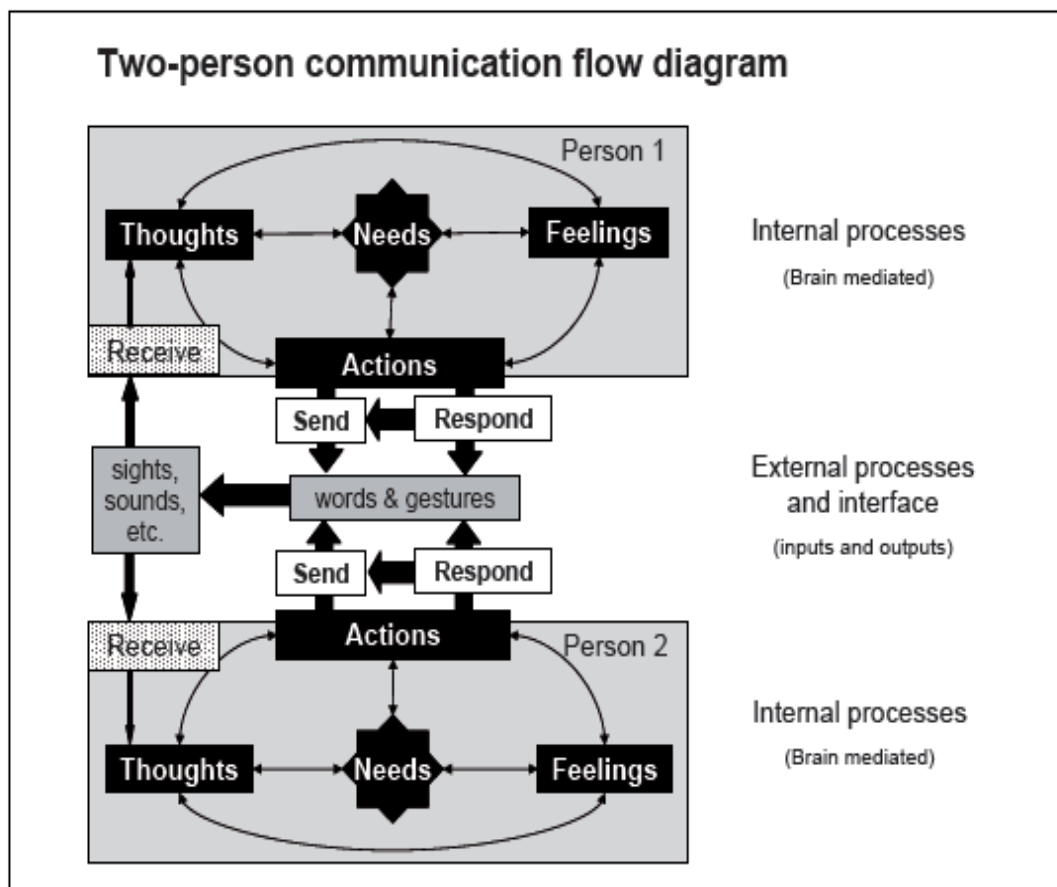 Two-person communication flow diagram
Person 1
Thoughts
Needs
Feelings
Internal processes
(Brain mediated)
Receive
Actions
Send
Respond
sights,
sounds,
etc.
words & gestures
External processes
and interface
(inputs and outputs)
Send
Respond
Receive
Actions
Person 2
Internal processes
(Brain mediated)
Thoughts
Needs
Feelings